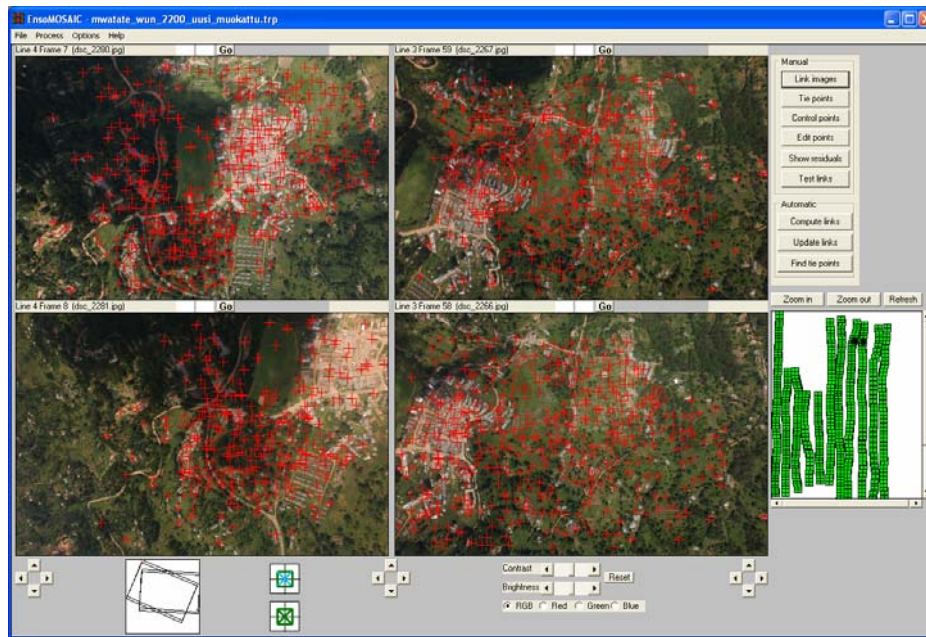 EnsoMOSAIC - mwatate_wun_2200_uusi_muokattu.trp
File Process Options Help
Line 4 Frame 7 (dsc_2280.jpg) Go
Line 3 Frame 59 (dsc_2267.jpg) Go
Manual
Link images
Tie points
Control points
Edit points
Show residuals
Test links
Automatic
Compute links
Update links
Find tie points
Line 4 Frame 8 (dsc_2281.jpg) Go
Line 3 Frame 58 (dsc_2266.jpg) Go
Zoom in Zoom out Refresh
Contrast
Reset
Brightness
RGB Red Green Blue